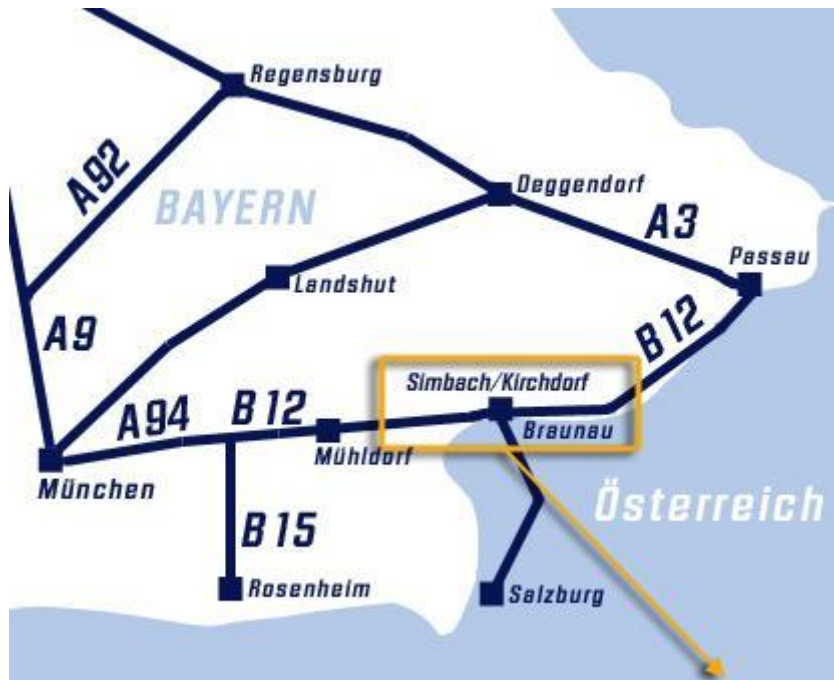 Regensburg
A92
BAYERN
Deggendorf
A3
Passau
Landshut
A9
B12
Simbach/Kirchdorf
A94
B12
Braunau
Mühldorf
München
Österreich
B15
Rosenheim
Salzburg